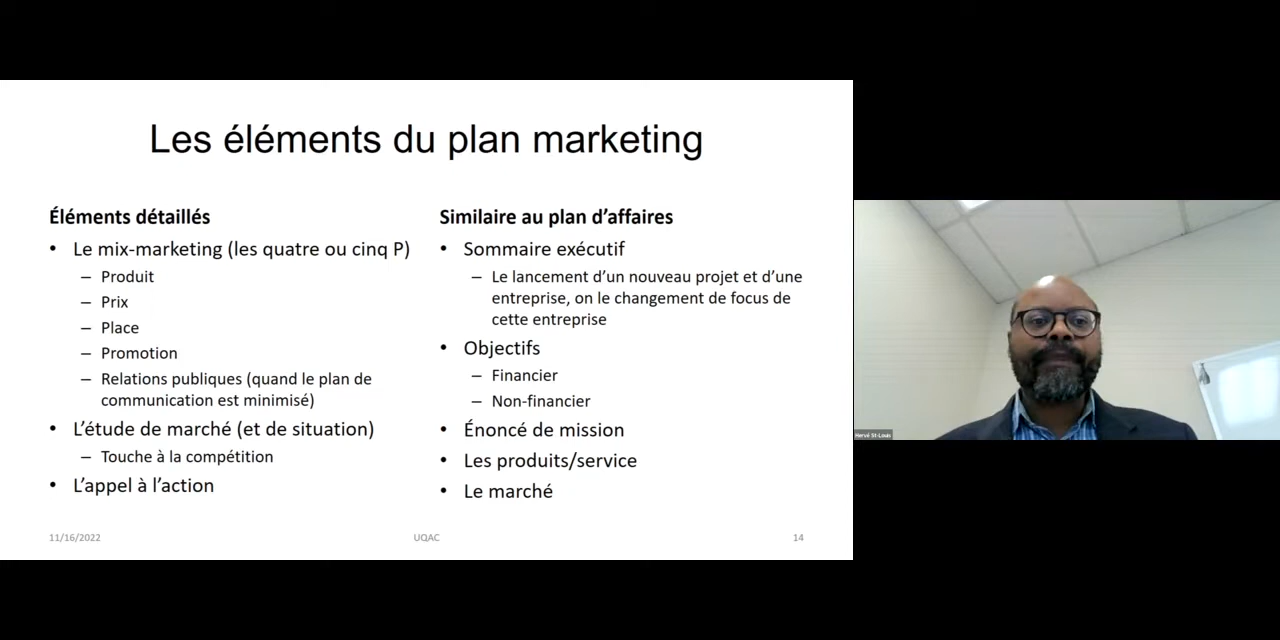 Les éléments du plan marketing
Éléments détaillés
• Le mix-marketing (les quatre ou cinq P)
– Produit
– Prix
– Place
– Promotion
– Relations publiques (quand le plan de
communication est minimisé)
• L’étude de marché (et de situation)
– Touche à la compétition
• L’appel à l’action
Similaire au plan d’affaires
• Sommaire exécutif
– Le lancement d’un nouveau projet et d’une
entreprise, on le changement de focus de
cette entreprise
• Objectifs
– Financier
– Non-financier
• Énoncé de mission
• Les produits/service
• Le marché
11/16/2022
UQAC
14
Hervé St-Louis